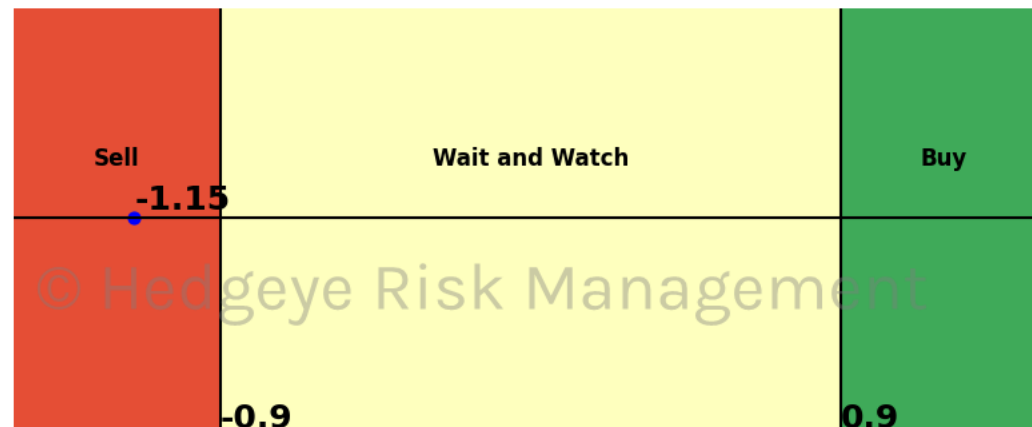 Sell
Wait and Watch
Buy
-1.15
© Hedgeye Risk Management
-0.9
0.9